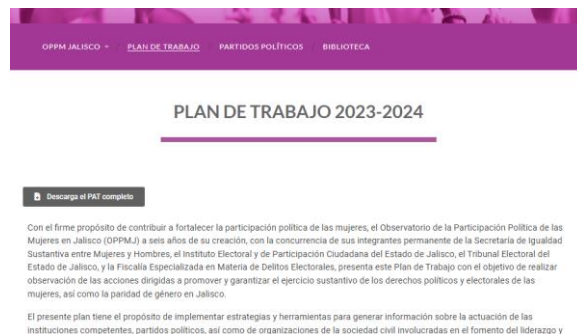 OPPM JALISCO PLAN DE TRABAJO PARTIDOS POLÍTICOS BIBLIOTECA
PLAN DE TRABAJO 2023-2024
Descarga el PAT completo
Con el firme propósito de contribuir a fortalecer la participación política de las mujeres, el Observatorio de la Participación Política de las
Mujeres en Jalisco (OPPMJ) a seis años de su creación, con la concurrencia de sus integrantes permanente de la Secretaría de Igualdad
Sustantiva entre Mujeres y Hombres, el Instituto Electoral y de Participación Ciudadana del Estado de Jalisco, el Tribunal Electoral del
Estado de Jalisco, y la Fiscalía Especializada en Materia de Delitos Electorales, presenta este Plan de Trabajo con el objetivo de realizar
observación de las acciones dirigidas a promover y garantizar el ejercicio sustantivo de los derechos políticos y electorales de las
mujeres, así como la paridad de género en Jalisco.
El presente plan tiene el propósito de implementar estrategias y herramientas para generar información sobre la actuación de las
instituciones competentes, partidos políticos, así como de organizaciones de la sociedad civil involucradas en el fomento del liderazgo y